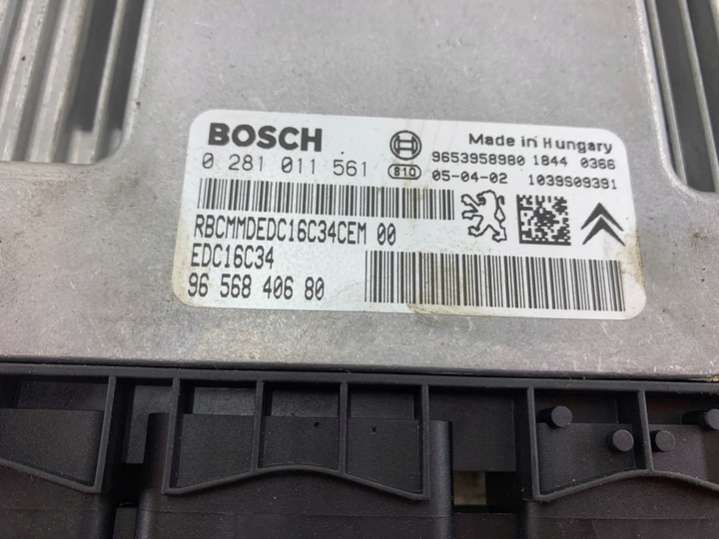 BOSCH
Made in Hungary
0 281 011 561
9653958980 1844 0366
810 05-04-02 1039S09391
RBCMMDEDC16C34CEM 00
EDC16C34
96 568 406 80